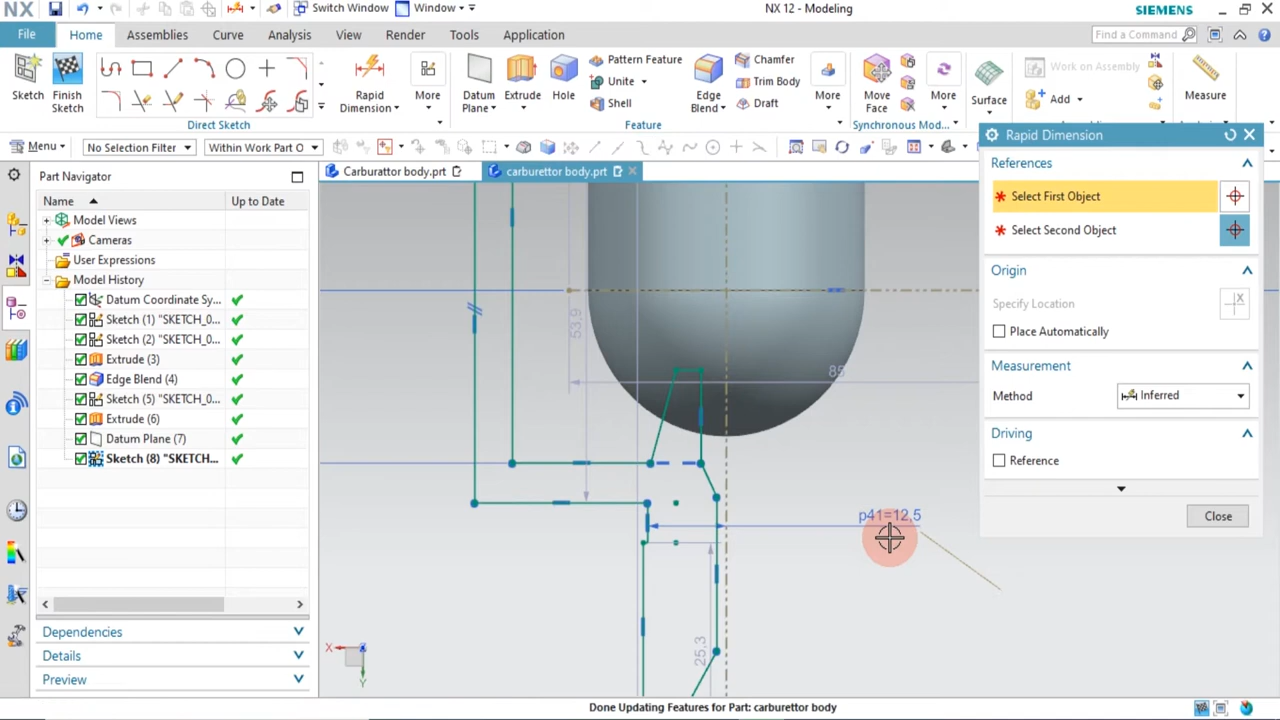 NX
Switch Window
Window
NX 12 - Modeling
SIEMENS
File
Home
Assemblies
Curve
Analysis
View
Render
Tools
Application
Find a Command
Sketch
Finish
Sketch
Rapid
Dimension
More
Datum
Plane
Extrude
Hole
Pattern Feature
Unite
Shell
Edge
Blend
Chamfer
Trim Body
Draft
More
Move
Face
More
Surface
Work on Assembly
Add
Measure
Direct Sketch
Feature
Synchronous Mod...
Menu
No Selection Filter
Within Work Part O
Rapid Dimension
References
Select First Object
Select Second Object
Origin
Specify Location
Place Automatically
Measurement
Method
Inferred
Driving
Reference
Close
Part Navigator
Name
Up to Date
Model Views
Cameras
User Expressions
Model History
Datum Coordinate Sy...
Sketch (1) "SKETCH_0...
Sketch (2) "SKETCH_0...
Extrude (3)
Edge Blend (4)
Sketch (5) "SKETCH_0...
Extrude (6)
Datum Plane (7)
Sketch (8) "SKETCH...
Dependencies
Details
Preview
Carburattor body.prt
carburettor body.prt
53,9
85
p41=12,5
25,3
X
Y
Done Updating Features for Part: carburettor body